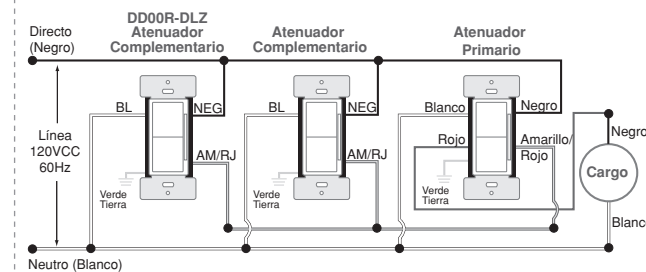 DD00R-DLZ
Atenuador
Complementario
Atenuador
Complementario
Atenuador
Primario
Directo
(Negro)
BL
NEG
BL
NEG
Blanco
Negro
Línea
120VCC
60Hz
AM/RJ
AM/RJ
Rojo
Amarillo/
Rojo
Negro
Cargo
Verde
Tierra
Verde
Tierra
Verde
Tierra
Blanco
Neutro (Blanco)